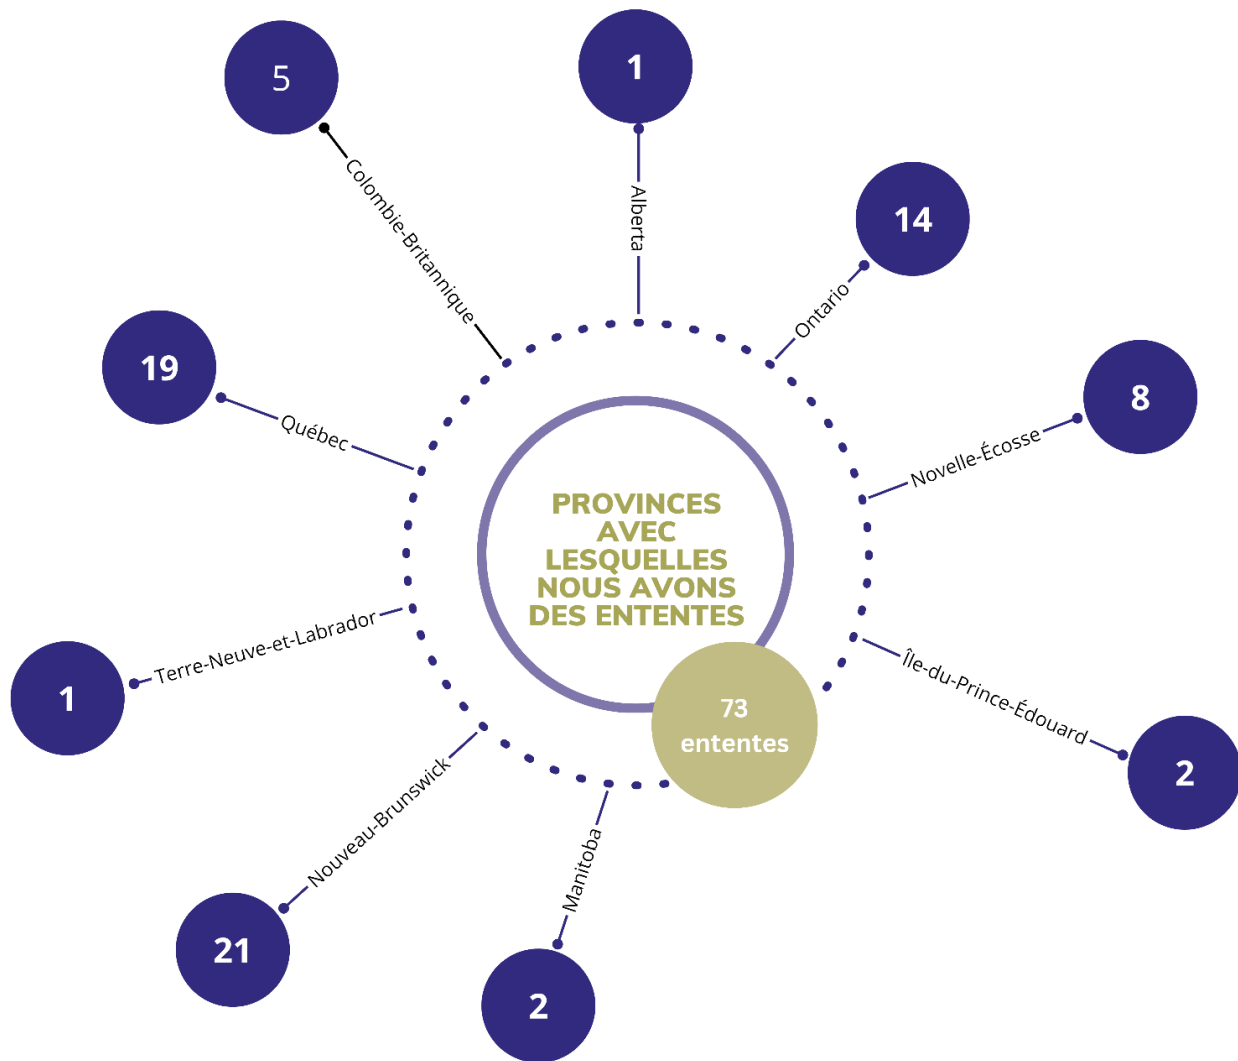 5
1
Colombie-Britannique
Alberta
14
Ontario
19
Québec
8
Novelle-Écosse
PROVINCES
AVEC
LESQUELLES
NOUS AVONS
DES ENTENTES
73
ententes
Terre-Neuve-et-Labrador
1
Île-du-Prince-Édouard
2
Nouveau-Brunswick
21
Manitoba
2